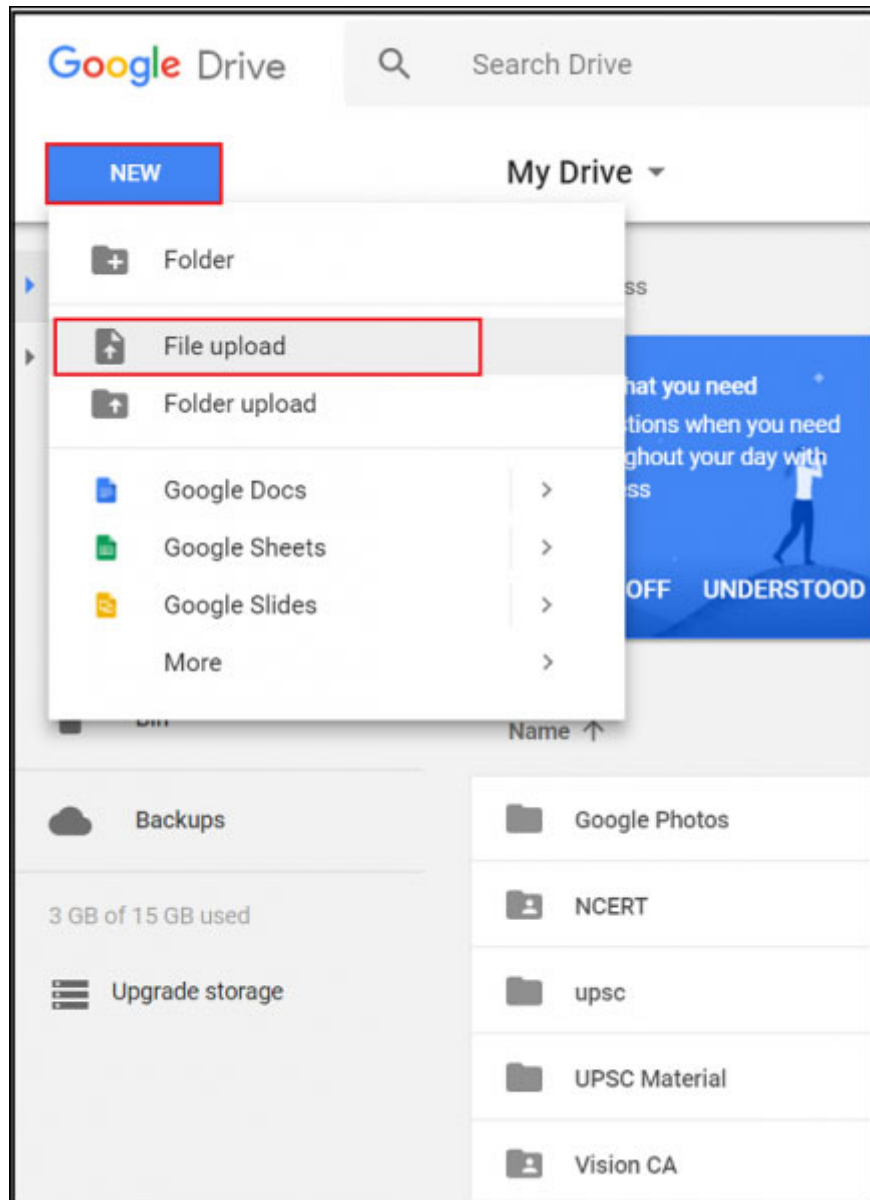 Google Drive
Search Drive
NEW
My Drive
Folder
File upload
Folder upload
Google Docs
Google Sheets
Google Slides
More
ss
hat you need
tions when you need
ghout your day with
ss
OFF UNDERSTOOD
Bin
Name
Backups
3 GB of 15 GB used
Upgrade storage
Google Photos
NCERT
upsc
UPSC Material
Vision CA